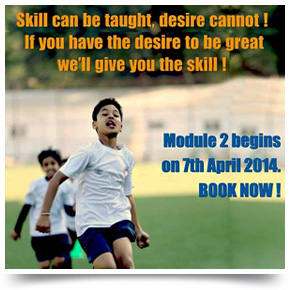 Skill can be taught, desire cannot !
If you have the desire to be great
we'll give you the skill !
Module 2 begins
on 7th April 2014.
BOOK NOW !